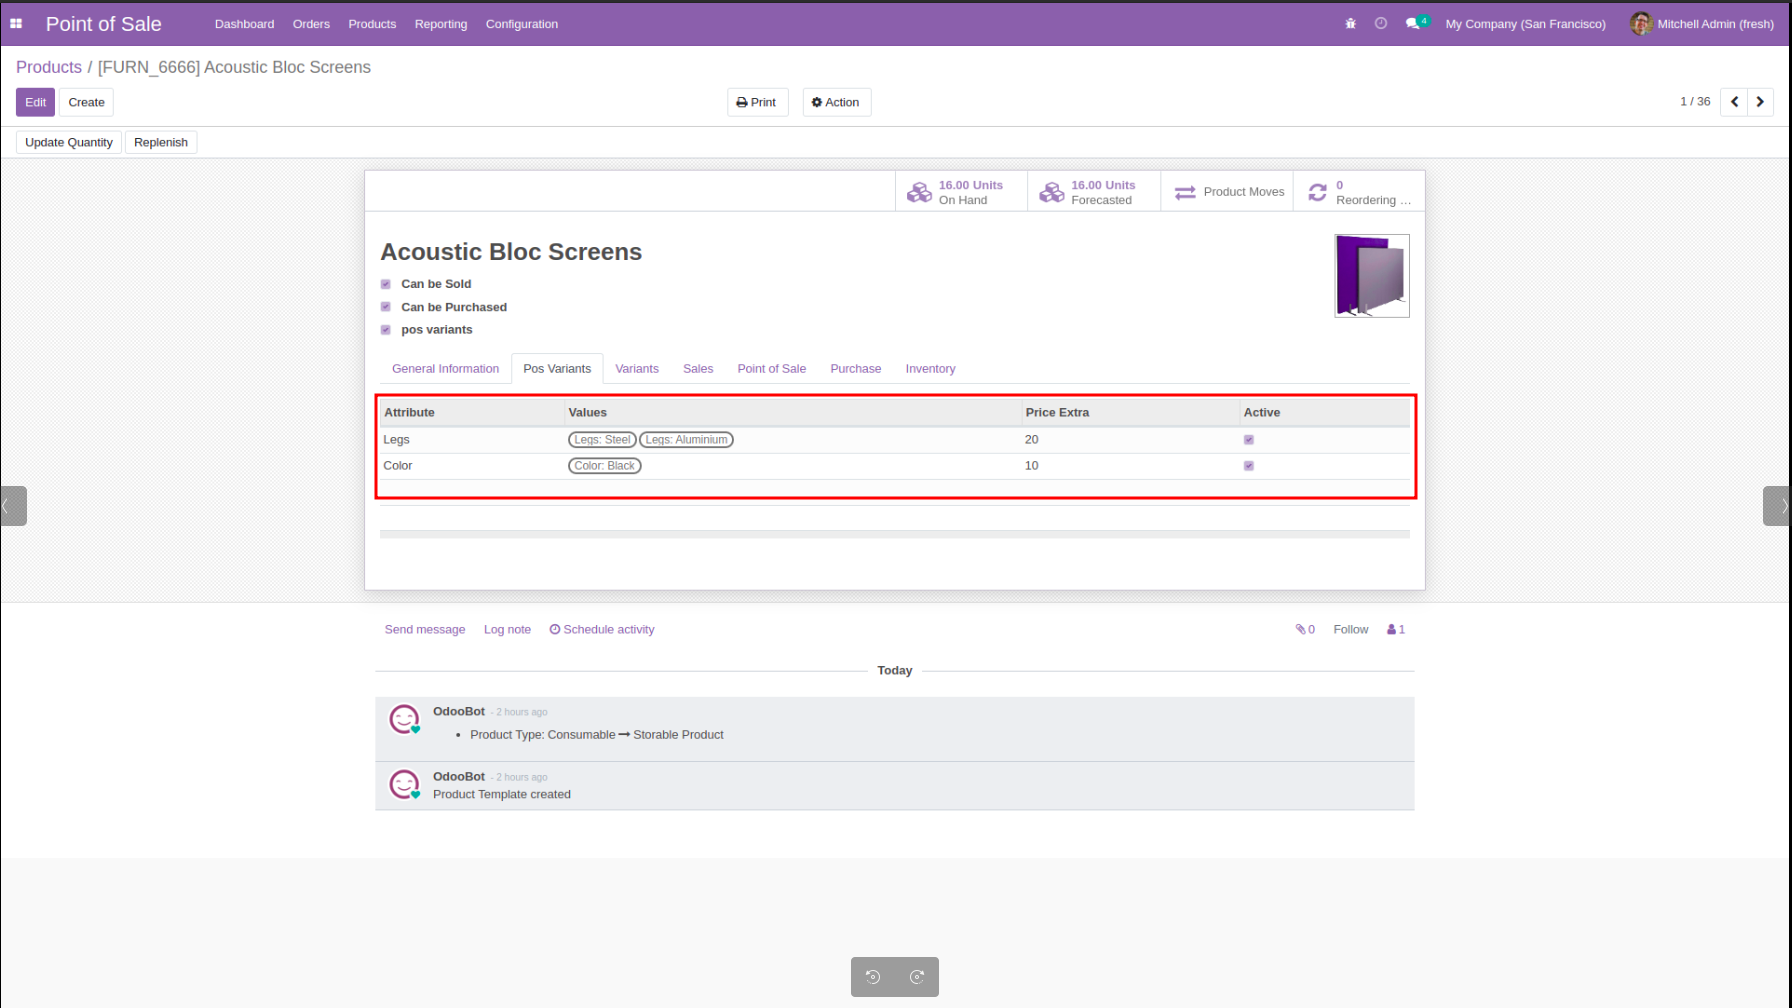 Point of Sale Dashboard Orders Products Reporting Configuration 4 My Company (San Francisco) Mitchell Admin (fresh)
Products / [FURN_6666] Acoustic Bloc Screens
Edit Create Print Action 1 / 36
Update Quantity Replenish
16.00 Units On Hand
16.00 Units Forecasted
Product Moves
0 Reordering ...
Acoustic Bloc Screens
Can be Sold
Can be Purchased
pos variants
General Information Pos Variants Variants Sales Point of Sale Purchase Inventory
Attribute Values Price Extra Active
Legs Legs: Steel Legs: Aluminium 20
Color Color: Black 10
Send message Log note Schedule activity 0 Follow 1
Today
OdooBot - 2 hours ago
• Product Type: Consumable → Storable Product
OdooBot - 2 hours ago
Product Template created